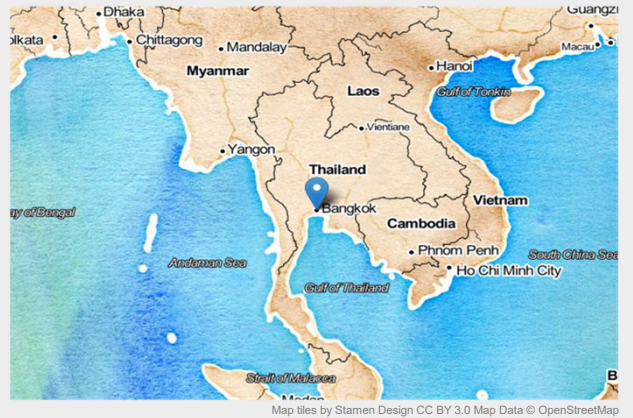 Dhaka
Guangz
olkata
Chittagong
Mandalay
Macau
Myanmar
Hanoi
Laos
Gulf of Tonkin
Vientiane
Yangon
Thailand
Bangkok
Vietnam
ay of Bengal
Cambodia
Phnom Penh
South China Sea
Andaman Sea
Ho Chi Minh City
Gulf of Thailand
Strait of Malacca
B
Medan
Map tiles by Stamen Design CC BY 3.0 Map Data © OpenStreetMap